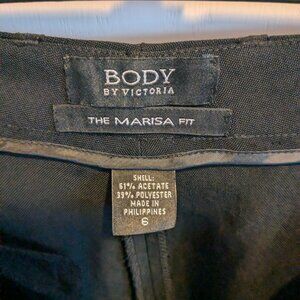 BODY
BY VICTORIA
THE MARISA FIT
SHELL:
61% ACETATE
39% POLYESTER
MADE IN
PHILIPPINES
6